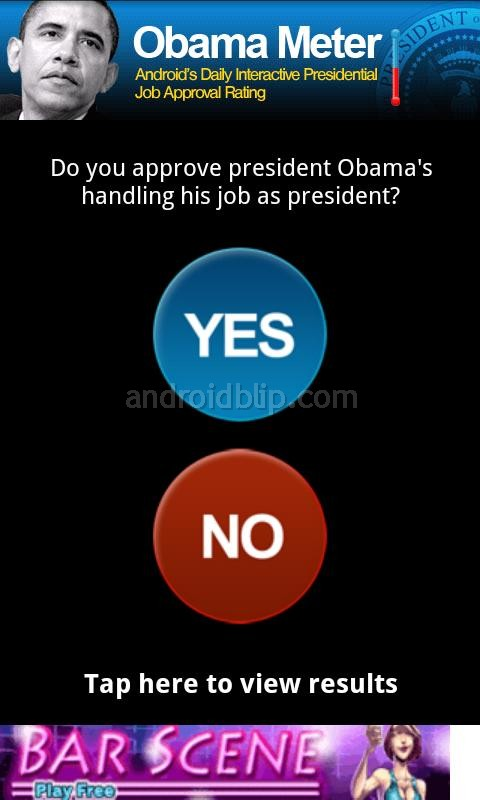 Obama Meter
Android's Daily Interactive Presidential
Job Approval Rating
PRESIDENT O
Do you approve president Obama's
handling his job as president?
YES
androidblip.com
NO
Tap here to view results
BAR SCENE
Play Free